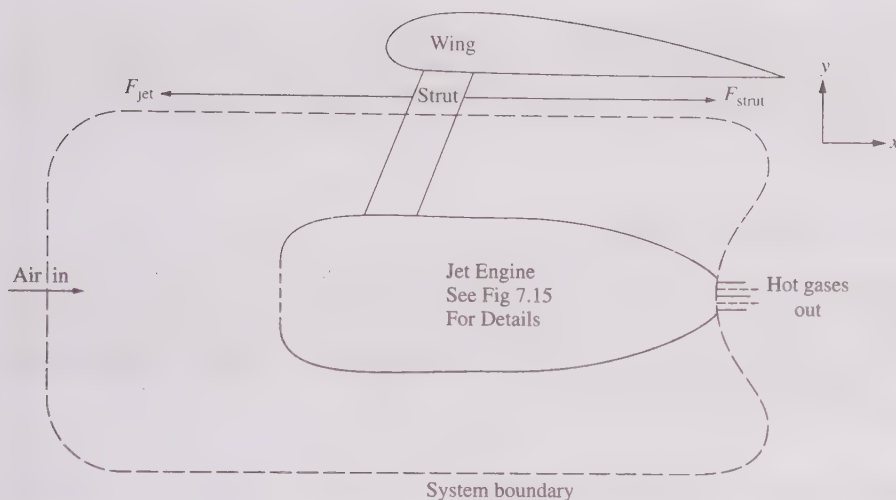 Wing
y
F_jet
Strut
F_strut
x
Air in
Jet Engine
See Fig 7.15
For Details
Hot gases
out
System boundary